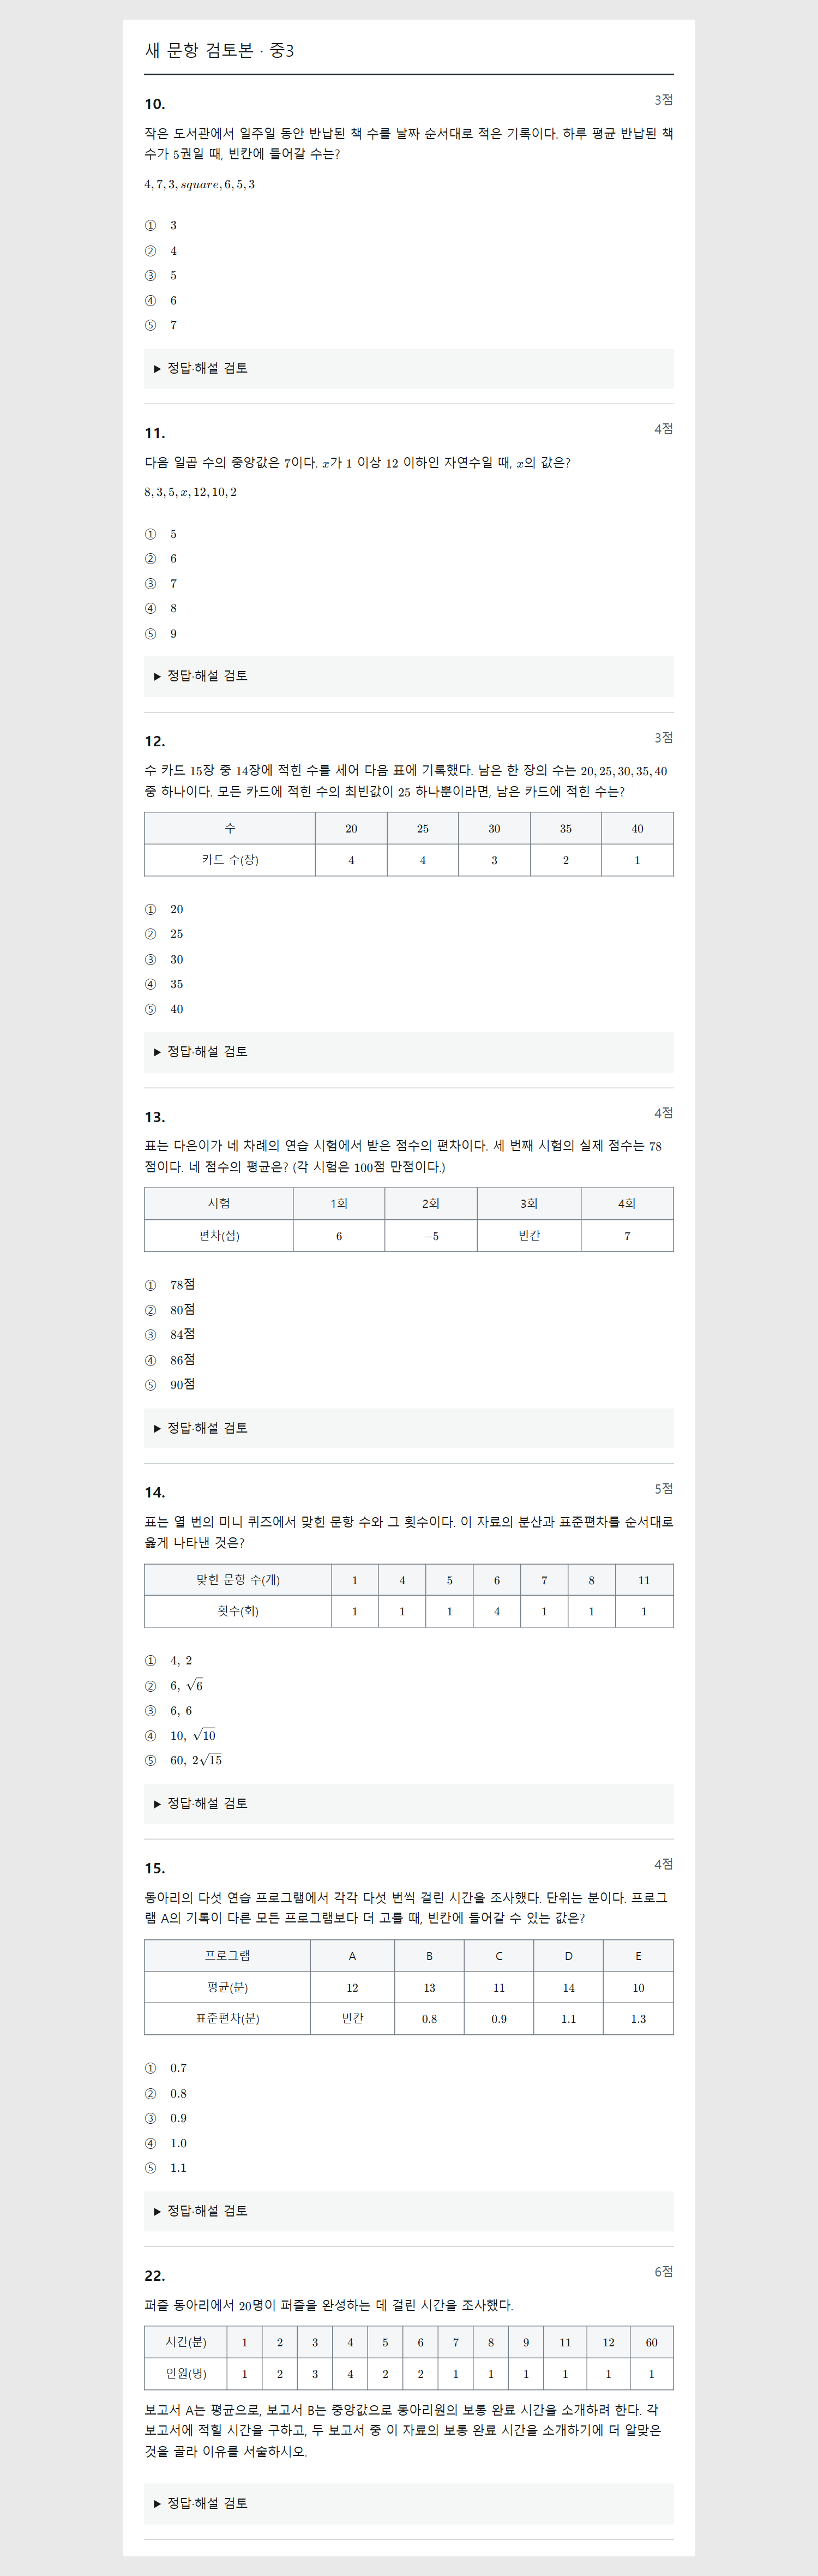 새 문항 검토본 · 중3
10.
3점
작은 도서관에서 일주일 동안 반납된 책 수를 날짜 순서대로 적은 기록이다. 하루 평균 반납된 책
수가 5권일 때, 빈칸에 들어갈 수는?
4, 7, 3, square, 6, 5, 3
① 3
② 4
③ 5
④ 6
⑤ 7
▶ 정답·해설 검토
11.
4점
다음 일곱 수의 중앙값은 7이다. x가 1 이상 12 이하인 자연수일 때, x의 값은?
8, 3, 5, x, 12, 10, 2
① 5
② 6
③ 7
④ 8
⑤ 9
▶ 정답·해설 검토
12.
3점
수 카드 15장 중 14장에 적힌 수를 세어 다음 표에 기록했다. 남은 한 장의 수는 20, 25, 30, 35, 40
중 하나이다. 모든 카드에 적힌 수의 최빈값이 25 하나뿐이라면, 남은 카드에 적힌 수는?
수 20 25 30 35 40
카드 수(장) 4 4 3 2 1
① 20
② 25
③ 30
④ 35
⑤ 40
▶ 정답·해설 검토
13.
4점
표는 다은이가 네 차례의 연습 시험에서 받은 점수의 편차이다. 세 번째 시험의 실제 점수는 78
점이다. 네 점수의 평균은? (각 시험은 100점 만점이다.)
시험 1회 2회 3회 4회
편차(점) 6 −5 빈칸 7
① 78점
② 80점
③ 84점
④ 86점
⑤ 90점
▶ 정답·해설 검토
14.
5점
표는 열 번의 미니 퀴즈에서 맞힌 문항 수와 그 횟수이다. 이 자료의 분산과 표준편차를 순서대로
옳게 나타낸 것은?
맞힌 문항 수(개) 1 4 5 6 7 8 11
횟수(회) 1 1 1 4 1 1 1
① 4, 2
② 6, √6
③ 6, 6
④ 10, √10
⑤ 60, 2√15
▶ 정답·해설 검토
15.
4점
동아리의 다섯 연습 프로그램에서 각각 다섯 번씩 걸린 시간을 조사했다. 단위는 분이다. 프로그
램 A의 기록이 다른 모든 프로그램보다 더 고를 때, 빈칸에 들어갈 수 있는 값은?
프로그램 A B C D E
평균(분) 12 13 11 14 10
표준편차(분) 빈칸 0.8 0.9 1.1 1.3
① 0.7
② 0.8
③ 0.9
④ 1.0
⑤ 1.1
▶ 정답·해설 검토
22.
6점
퍼즐 동아리에서 20명이 퍼즐을 완성하는 데 걸린 시간을 조사했다.
시간(분) 1 2 3 4 5 6 7 8 9 11 12 60
인원(명) 1 2 3 4 2 2 1 1 1 1 1 1
보고서 A는 평균으로, 보고서 B는 중앙값으로 동아리원의 보통 완료 시간을 소개하려 한다. 각
보고서에 적힐 시간을 구하고, 두 보고서 중 이 자료의 보통 완료 시간을 소개하기에 더 알맞은
것을 골라 이유를 서술하시오.
▶ 정답·해설 검토